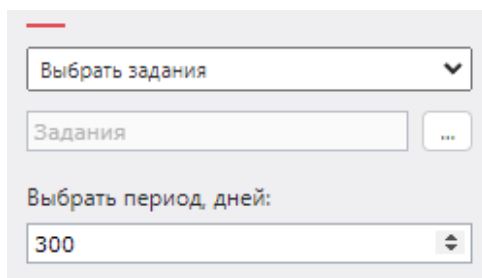 Выбрать задания
Задания ...
Выбрать период, дней:
300